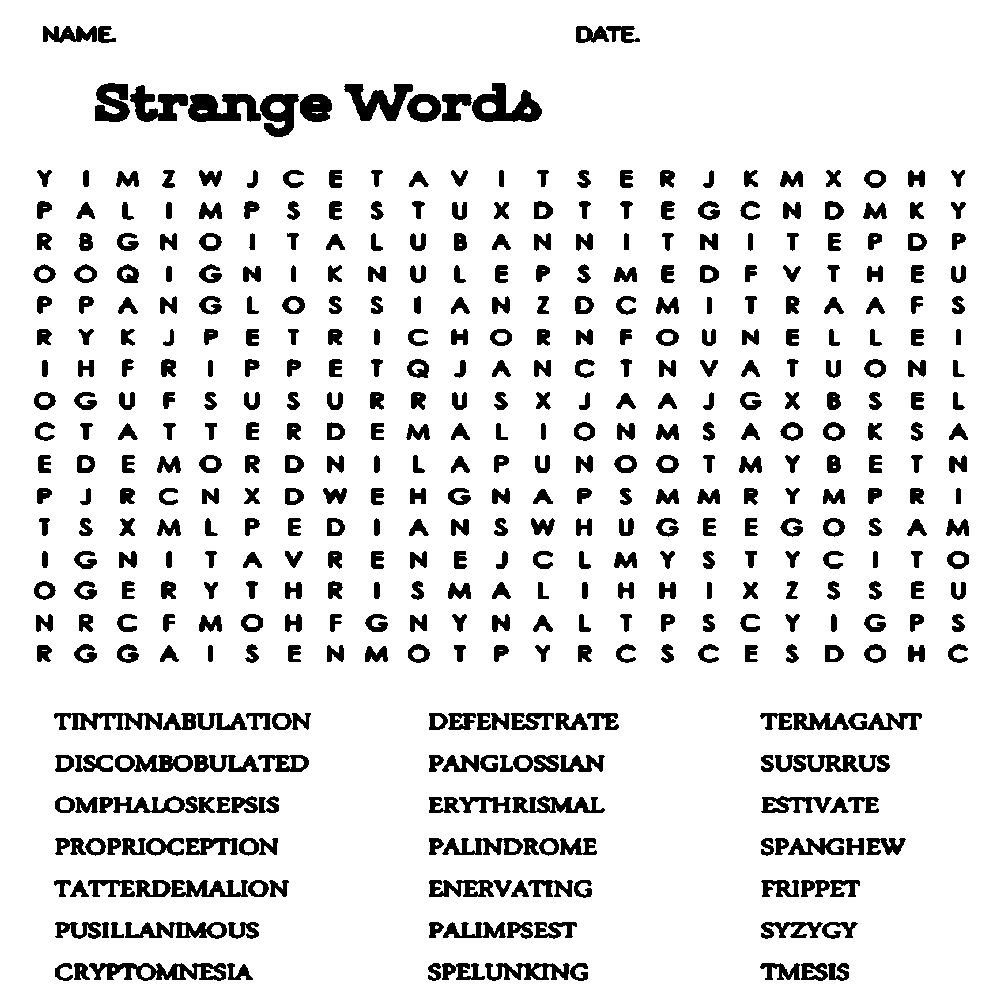 NAME. DATE.
Strange Words
Y I M Z W J C E T A V I T S E R J K M X O H Y
P A L I M P S E S T U X D T T E G C N D M K Y
R B G N O I T A L U B A N N I T N I T E P D P
O O Q I G N I K N U L E P S M E D F V T H E U
P P A N G L O S S I A N Z D C M I T R A A F S
R Y K J P E T R I C H O R N F O U N E L L E I
I H F R I P P E T Q J A N C T N V A T U O N L
O G U F S U S U R R U S X J A A J G X B S E L
C T A T T E R D E M A L I O N M S A O O K S A
E D E M O R D N I L A P U N O O T M Y B E T N
P J R C N X D W E H G N A P S M M R Y M P R I
T S X M L P E D I A N S W H U G E E G O S A M
I G N I T A V R E N E J C L M Y S T Y C I T O
O G E R Y T H R I S M A L I H H I X Z S S E U
N R C F M O H F G N Y N A L T P S C Y I G P S
R G G A I S E N M O T P Y R C S C E S D O H C
TINTINNABULATION DEFENESTRATE TERMAGANT
DISCOMBOBULATED PANGLOSSIAN SUSURRUS
OMPHALOSKEPSIS ERYTHRISMAL ESTIVATE
PROPRIOCEPTION PALINDROME SPANGHEW
TATTERDEMALION ENERVATING FRIPPET
PUSILLANIMOUS PALIMPSEST SYZYGY
CRYPTOMNESIA SPELUNKING TMESIS